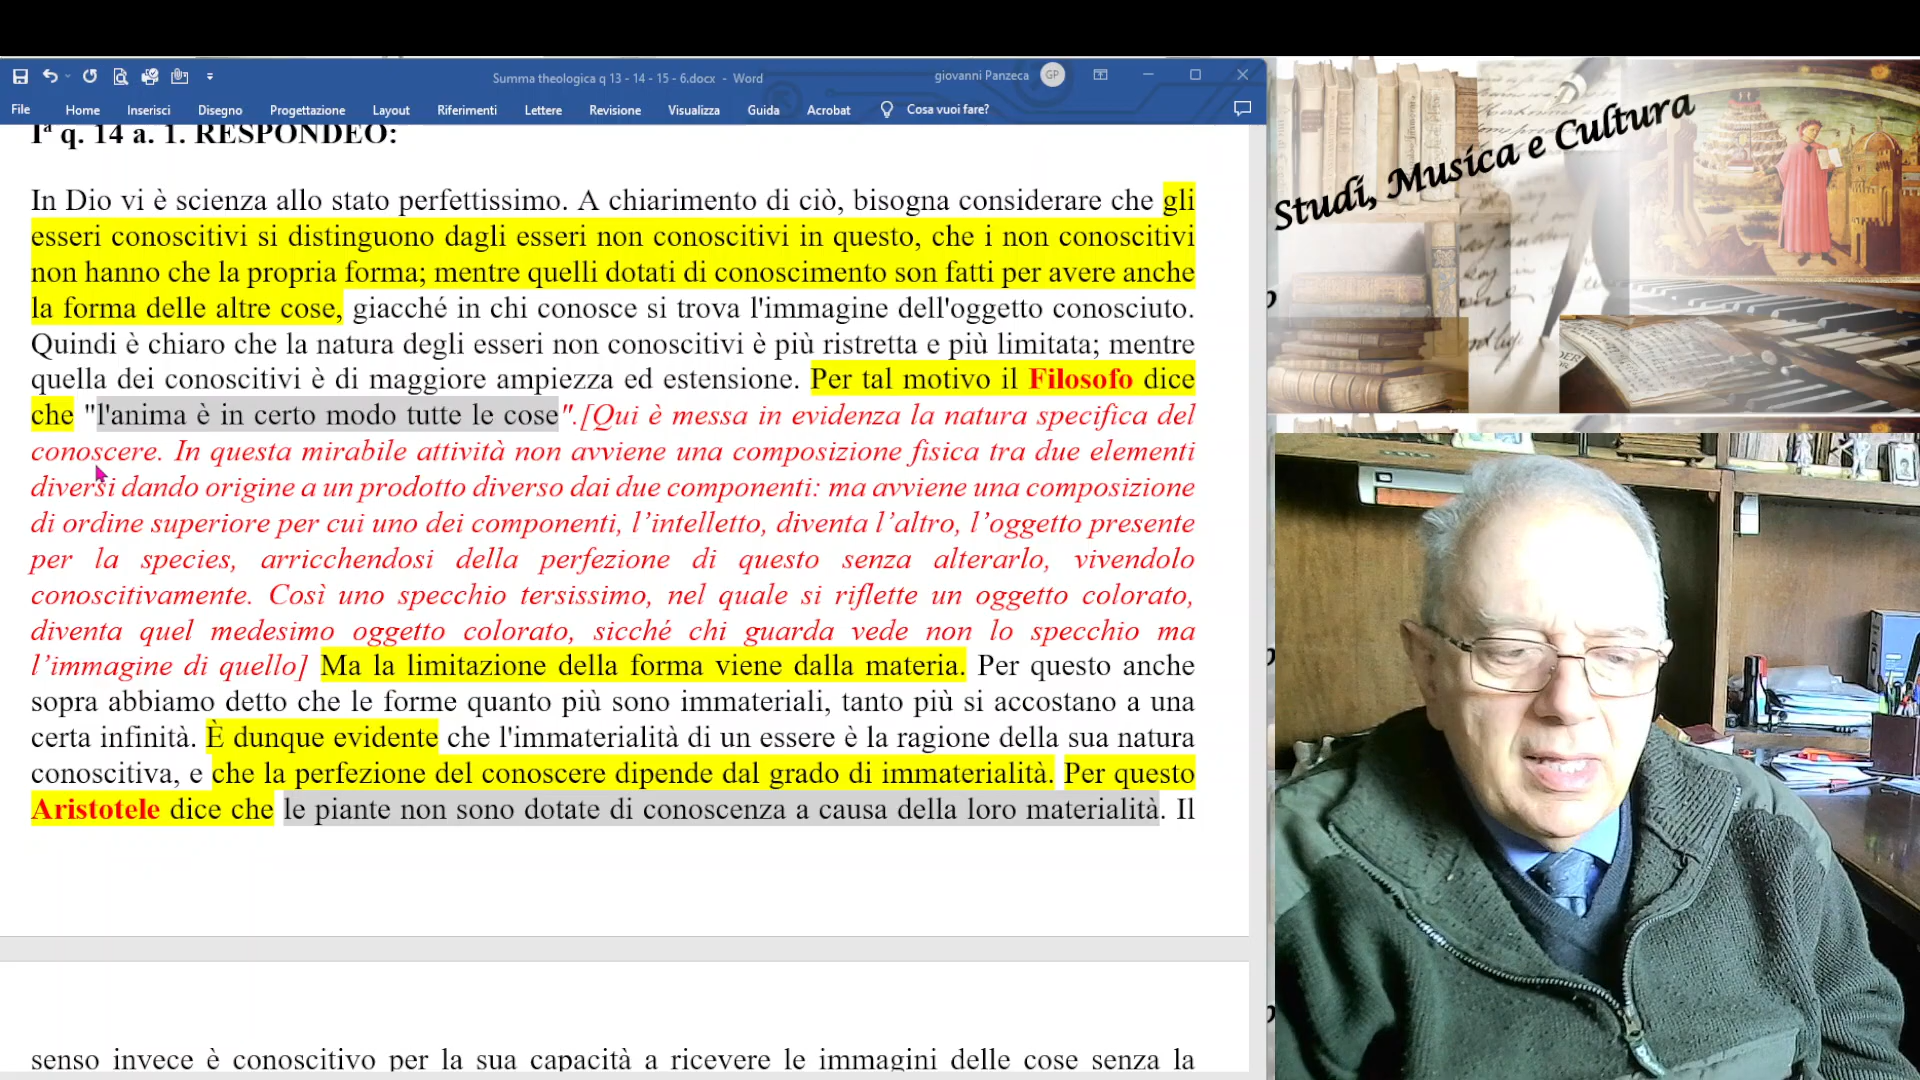 Summa theologica q 13 - 14 - 15 - 6.docx - Word
giovanni Panzeca GP
File Home Inserisci Disegno Progettazione Layout Riferimenti Lettere Revisione Visualizza Guida Acrobat Cosa vuoi fare?
Iª q. 14 a. 1. RESPONDEO:
In Dio vi è scienza allo stato perfettissimo. A chiarimento di ciò, bisogna considerare che gli
esseri conoscitivi si distinguono dagli esseri non conoscitivi in questo, che i non conoscitivi
non hanno che la propria forma; mentre quelli dotati di conoscimento son fatti per avere anche
la forma delle altre cose, giacché in chi conosce si trova l'immagine dell'oggetto conosciuto.
Quindi è chiaro che la natura degli esseri non conoscitivi è più ristretta e più limitata; mentre
quella dei conoscitivi è di maggiore ampiezza ed estensione. Per tal motivo il Filosofo dice
che "l'anima è in certo modo tutte le cose".[Qui è messa in evidenza la natura specifica del
conoscere. In questa mirabile attività non avviene una composizione fisica tra due elementi
diversi dando origine a un prodotto diverso dai due componenti: ma avviene una composizione
di ordine superiore per cui uno dei componenti, l’intelletto, diventa l’altro, l’oggetto presente
per la species, arricchendosi della perfezione di questo senza alterarlo, vivendolo
conoscitivamente. Così uno specchio tersissimo, nel quale si riflette un oggetto colorato,
diventa quel medesimo oggetto colorato, sicché chi guarda vede non lo specchio ma
l’immagine di quello] Ma la limitazione della forma viene dalla materia. Per questo anche
sopra abbiamo detto che le forme quanto più sono immateriali, tanto più si accostano a una
certa infinità. È dunque evidente che l'immaterialità di un essere è la ragione della sua natura
conoscitiva, e che la perfezione del conoscere dipende dal grado di immaterialità. Per questo
Aristotele dice che le piante non sono dotate di conoscenza a causa della loro materialità. Il
senso invece è conoscitivo per la sua capacità a ricevere le immagini delle cose senza la
Studi, Musica e Cultura